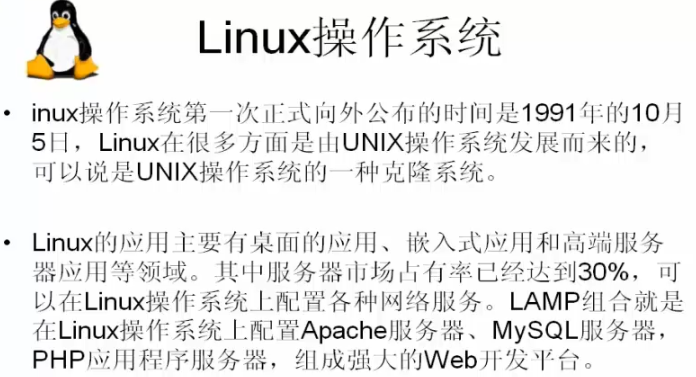 Linux操作系统
• inux操作系统第一次正式向外公布的时间是1991年的10月
5日，Linux在很多方面是由UNIX操作系统发展而来的，
可以说是UNIX操作系统的一种克隆系统。
• Linux的应用主要有桌面的应用、嵌入式应用和高端服务
器应用等领域。其中服务器市场占有率已经达到30%，可
以在Linux操作系统上配置各种网络服务。LAMP组合就是
在Linux操作系统上配置Apache服务器、MySQL服务器，
PHP应用程序服务器，组成强大的Web开发平台。